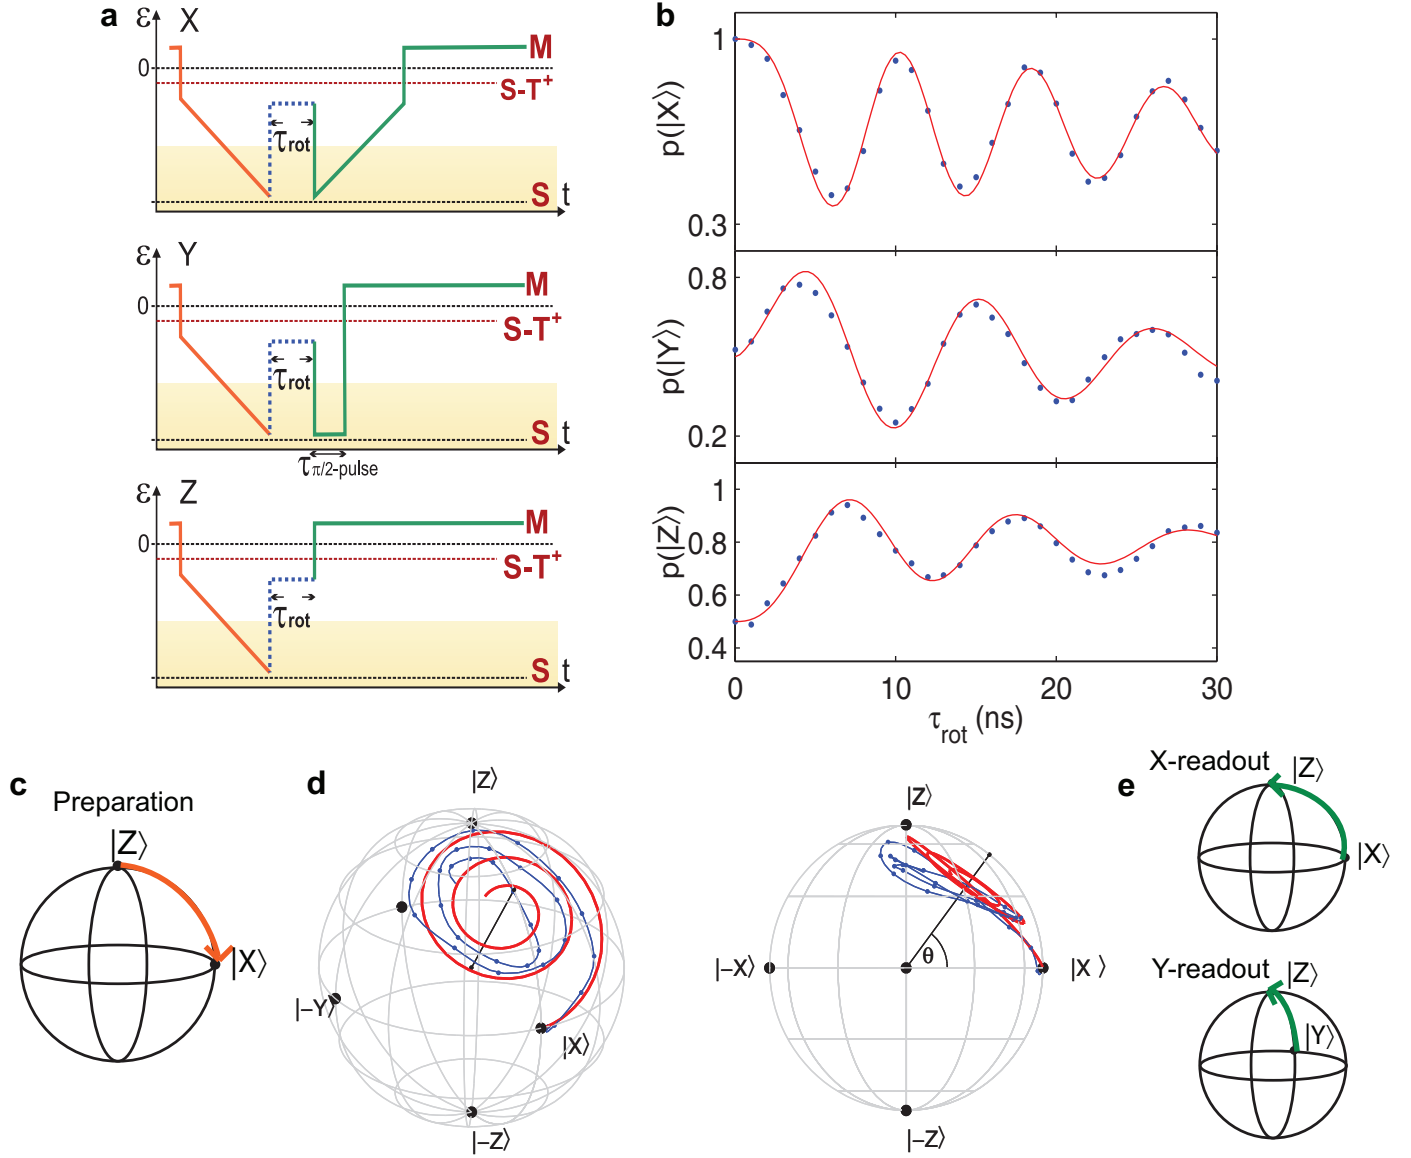 a
ε X
M
0
S-T⁺
τrot
S t
ε Y
M
0
S-T⁺
τrot
S t
τπ/2-pulse
ε Z
M
0
S-T⁺
τrot
S t
b
p(|X⟩)
1
0.3
p(|Y⟩)
0.8
0.2
p(|Z⟩)
1
0.8
0.6
0.4
0 10 20 30
τrot (ns)
c
Preparation
|Z⟩
|X⟩
d
|Z⟩
|-Y⟩
|X⟩
|-Z⟩
|Z⟩
|-X⟩
θ
|X⟩
|-Z⟩
e
X-readout
|Z⟩
|X⟩
Y-readout
|Z⟩
|Y⟩